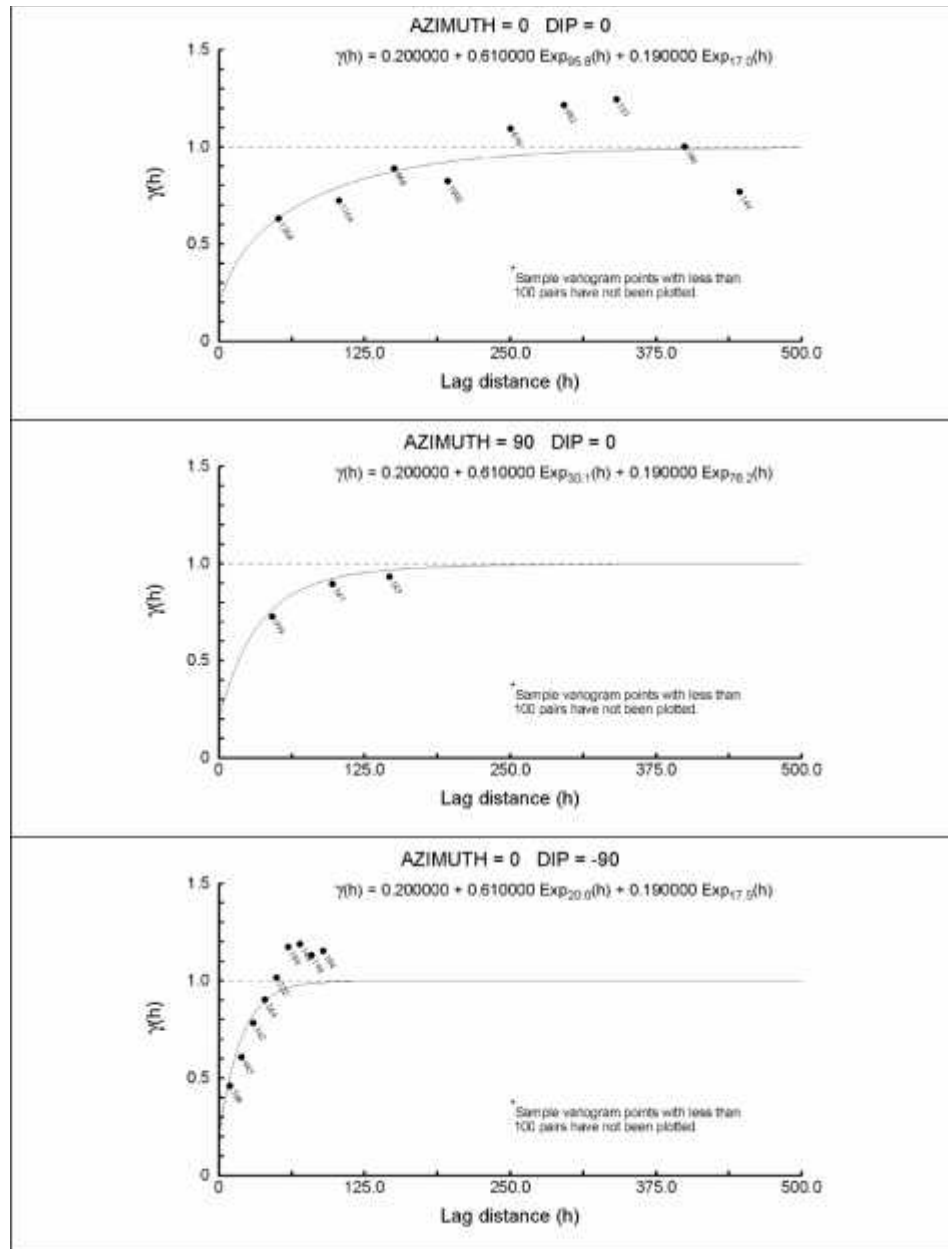 AZIMUTH = 0 DIP = 0
γ(h) = 0.200000 + 0.610000 Exp95.8(h) + 0.190000 Exp17.0(h)
1.5
1.0
0.5
0
γ(h)
*Sample variogram points with less than
100 pairs have not been plotted.
0 125.0 250.0 375.0 500.0
Lag distance (h)
AZIMUTH = 90 DIP = 0
γ(h) = 0.200000 + 0.610000 Exp30.1(h) + 0.190000 Exp76.2(h)
1.5
1.0
0.5
0
γ(h)
*Sample variogram points with less than
100 pairs have not been plotted.
0 125.0 250.0 375.0 500.0
Lag distance (h)
AZIMUTH = 0 DIP = -90
γ(h) = 0.200000 + 0.610000 Exp20.0(h) + 0.190000 Exp17.5(h)
1.5
1.0
0.5
0
γ(h)
*Sample variogram points with less than
100 pairs have not been plotted.
0 125.0 250.0 375.0 500.0
Lag distance (h)